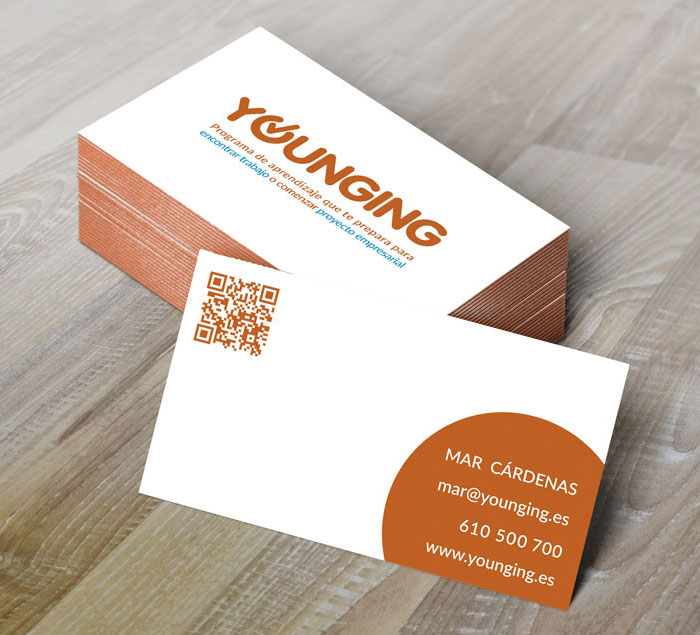 YOUNGING
Programa de aprendizaje que te prepara para
encontrar trabajo o comenzar proyecto empresarial
MAR CÁRDENAS
mar@younging.es
610 500 700
www.younging.es